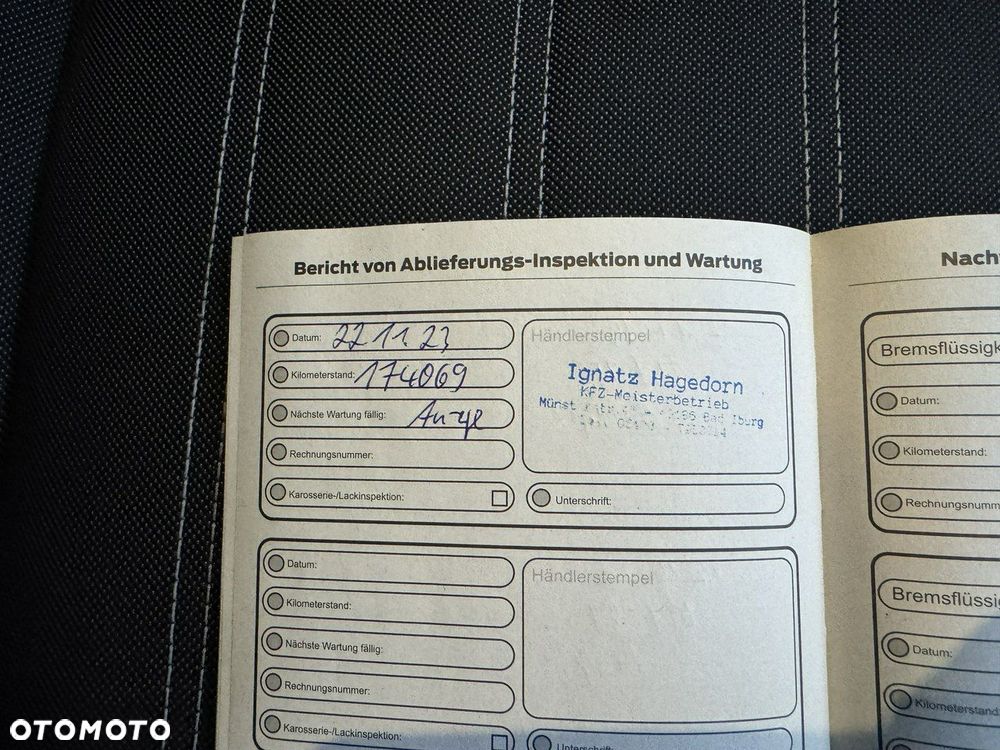 Bericht von Ablieferungs-Inspektion und Wartung
Datum: 22 11. 23
Kilometerstand: 174069
Nächste Wartung fällig:
Rechnungsnummer:
Karosserie-/Lackinspektion:
Händlerstempel
Ignatz Hagedorn
KFZ-Meisterbetrieb
Bad Iburg
Unterschrift:
Datum:
Kilometerstand:
Nächste Wartung fällig:
Rechnungsnummer:
Karosserie-/Lackinspektion:
Händlerstempel
Unterschrift:
Nach
Bremsflüssigk
Datum:
Kilometerstand:
Rechnungsnumm
Bremsflüssig
Datum:
Kilometerstand:
OTOMOTO